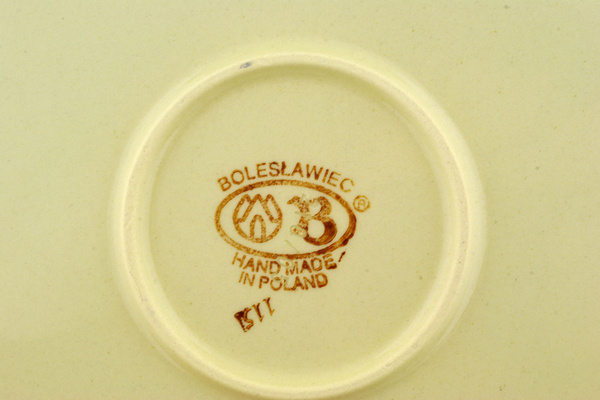 BOLESŁAWIEC ®
B
HAND MADE
IN POLAND